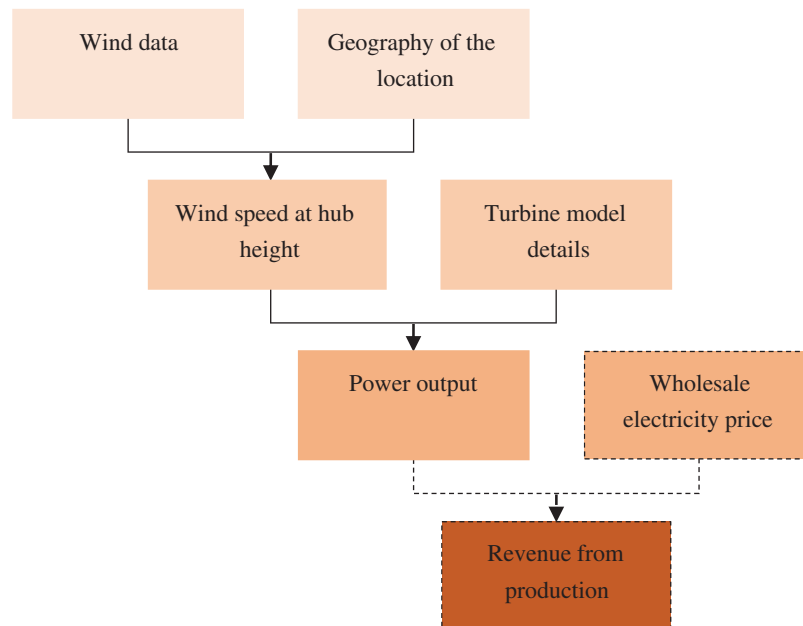 Wind data
Geography of the
location
Wind speed at hub
height
Turbine model
details
Power output
Wholesale
electricity price
Revenue from
production